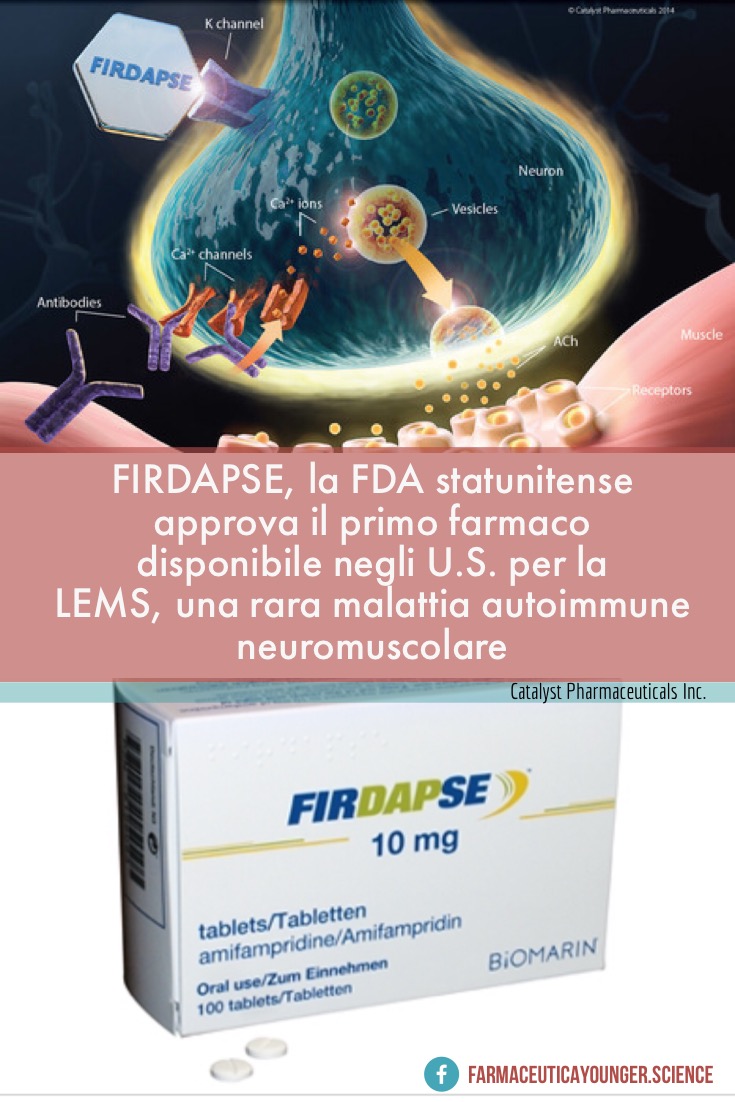 © Catalyst Pharmaceuticals 2014
K channel
FIRDAPSE
Neuron
Ca²⁺ ions
Vesicles
Ca²⁺ channels
Antibodies
ACh
Muscle
Receptors
FIRDAPSE, la FDA statunitense
approva il primo farmaco
disponibile negli U.S. per la
LEMS, una rara malattia autoimmune
neuromuscolare
Catalyst Pharmaceuticals Inc.
FIRDAPSE
10 mg
tablets/Tabletten
amifampridine/Amifampridin
BIOMARIN
Oral use/Zum Einnehmen
100 tablets/Tabletten
f FARMACEUTICAYOUNGER.SCIENCE